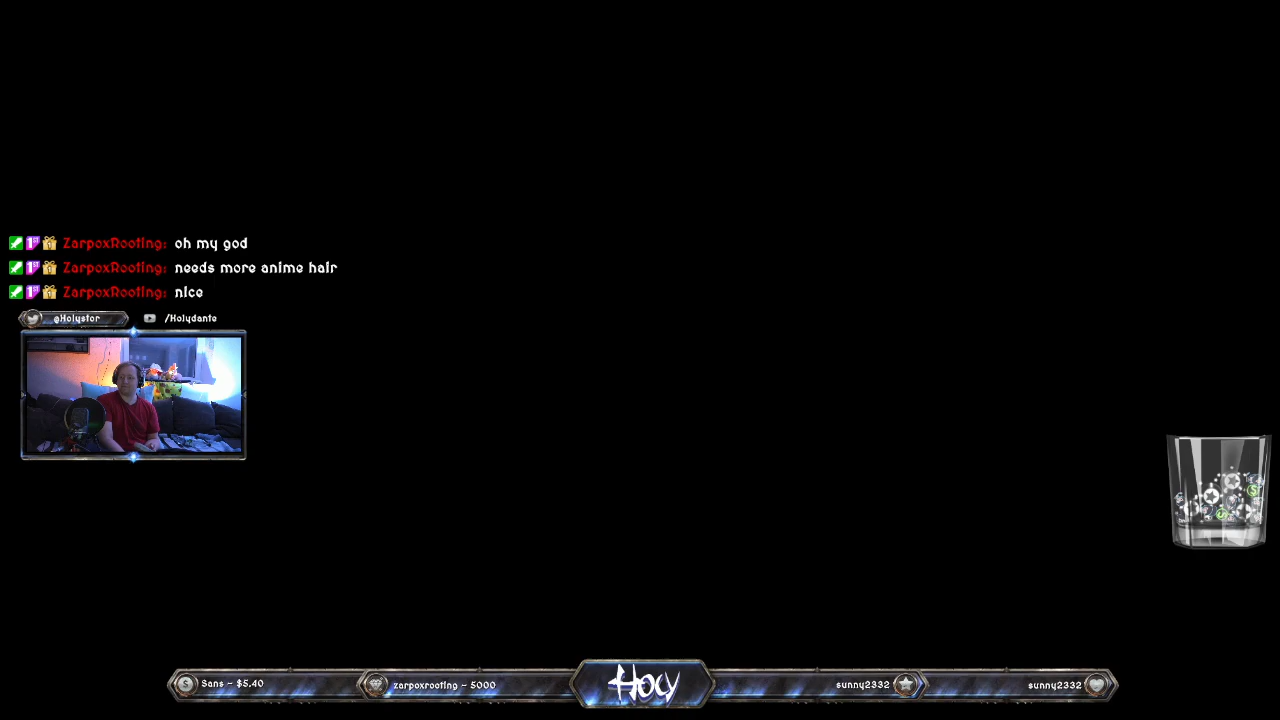 ZarpoxRooting: oh my god
ZarpoxRooting: needs more anime hair
ZarpoxRooting: nice
@Holystor /Holydante
Sans ~ $5.40 zarpoxrooting ~ 5000 Holy sunny2332 sunny2332